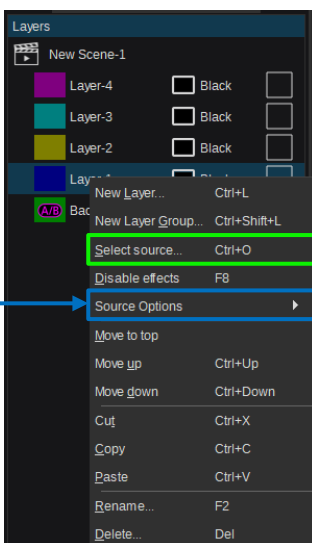 Layers
New Scene-1
Layer-4 Black
Layer-3 Black
Layer-2 Black
New Layer... Ctrl+L
A/B
New Layer Group... Ctrl+Shift+L
Select source... Ctrl+O
Disable effects F8
Source Options
Move to top
Move up Ctrl+Up
Move down Ctrl+Down
Cut Ctrl+X
Copy Ctrl+C
Paste Ctrl+V
Rename... F2
Delete... Del